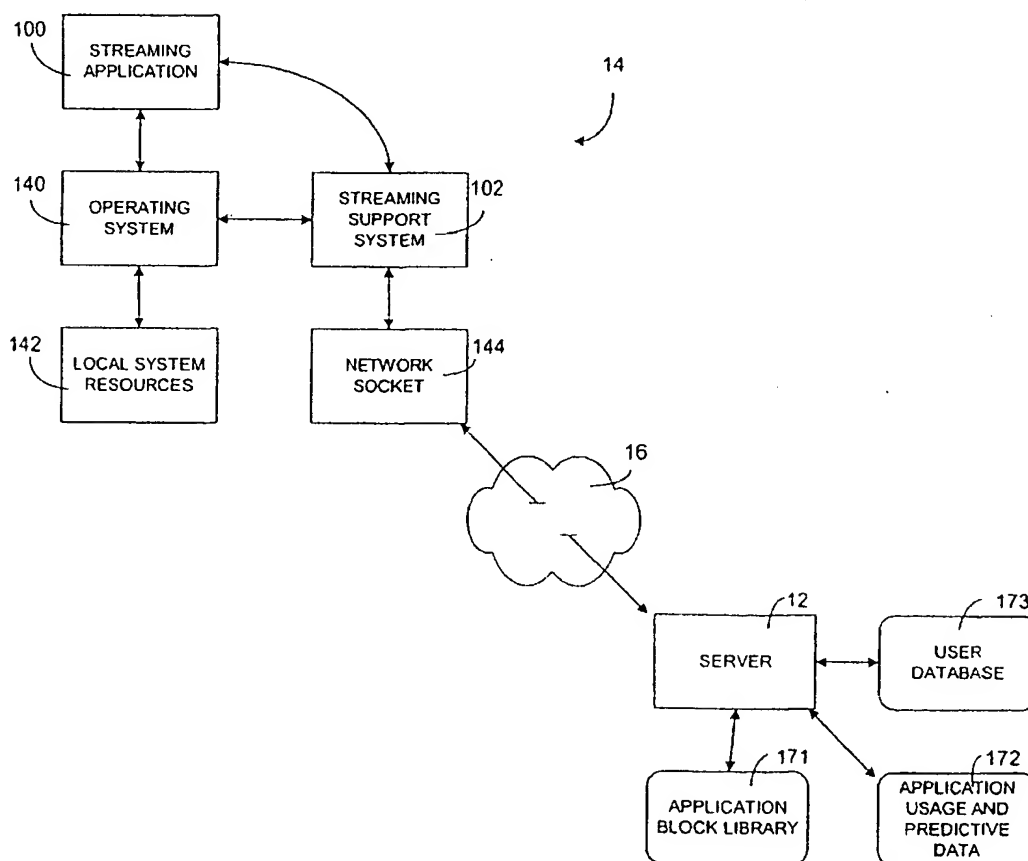 100
STREAMING
APPLICATION
14
140
OPERATING
SYSTEM
102
STREAMING
SUPPORT
SYSTEM
142
LOCAL SYSTEM
RESOURCES
144
NETWORK
SOCKET
16
12
SERVER
173
USER
DATABASE
171
APPLICATION
BLOCK LIBRARY
172
APPLICATION
USAGE AND
PREDICTIVE
DATA